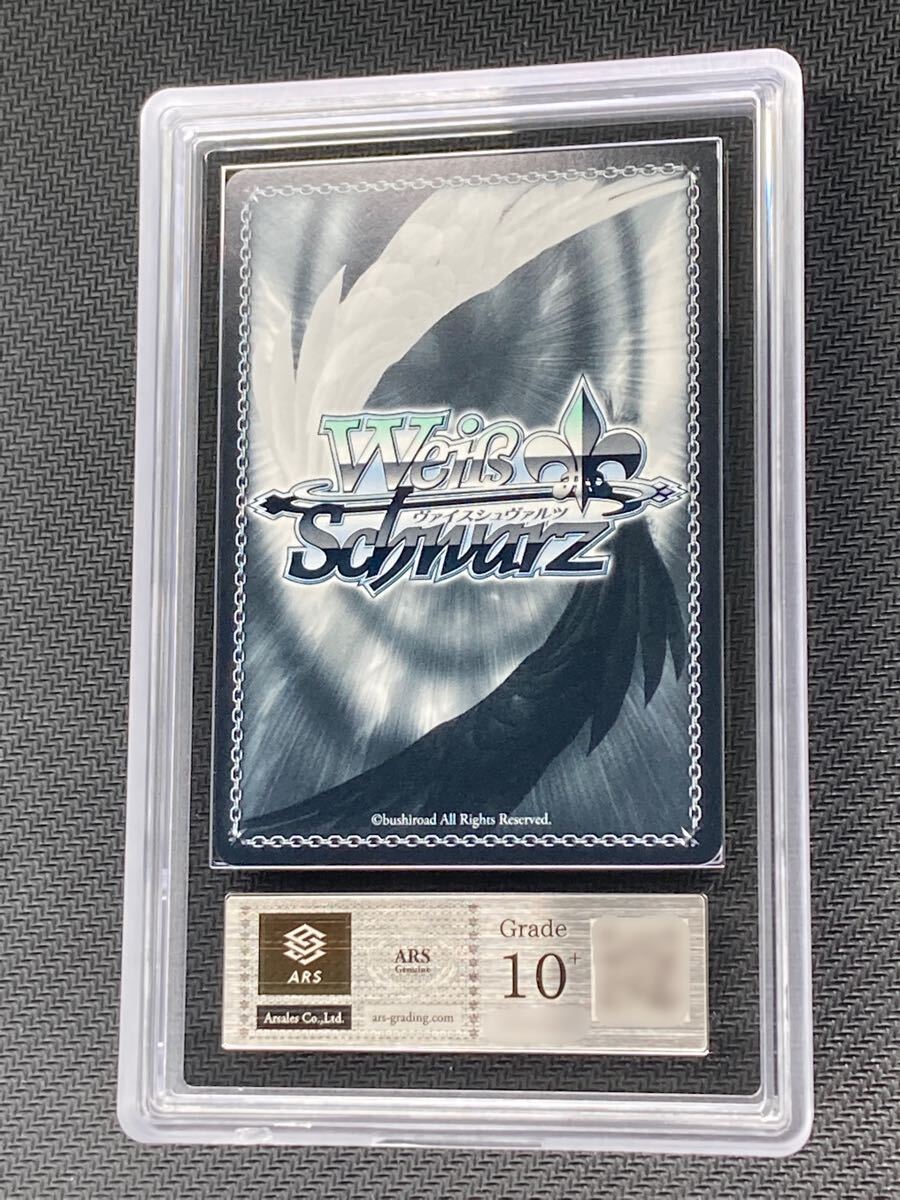 Weiß
ヴァイスシュヴァルツ
Schwarz
©bushiroad All Rights Reserved.
ARS
Arsales Co.,Ltd.
ARS
Genuine
ars-grading.com
Grade
10+